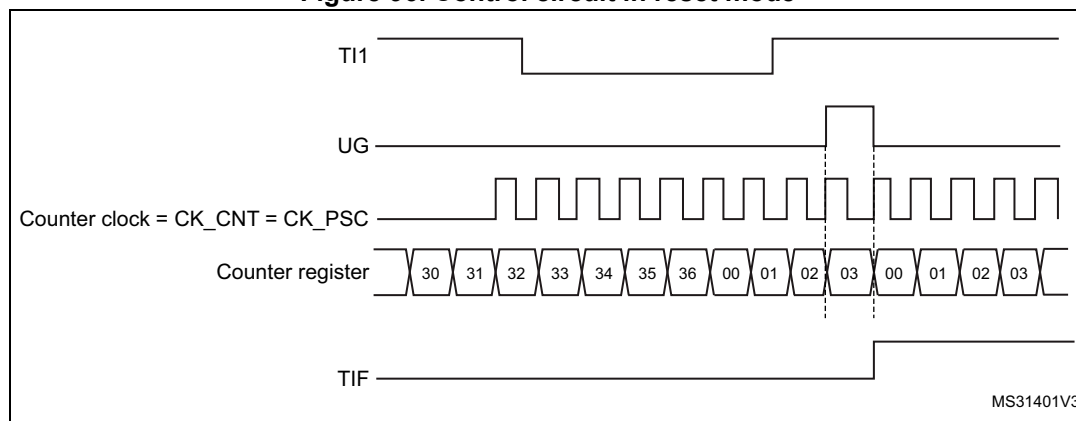 TI1
UG
Counter clock = CK_CNT = CK_PSC
Counter register 30 31 32 33 34 35 36 00 01 02 03 00 01 02 03
TIF
MS31401V3